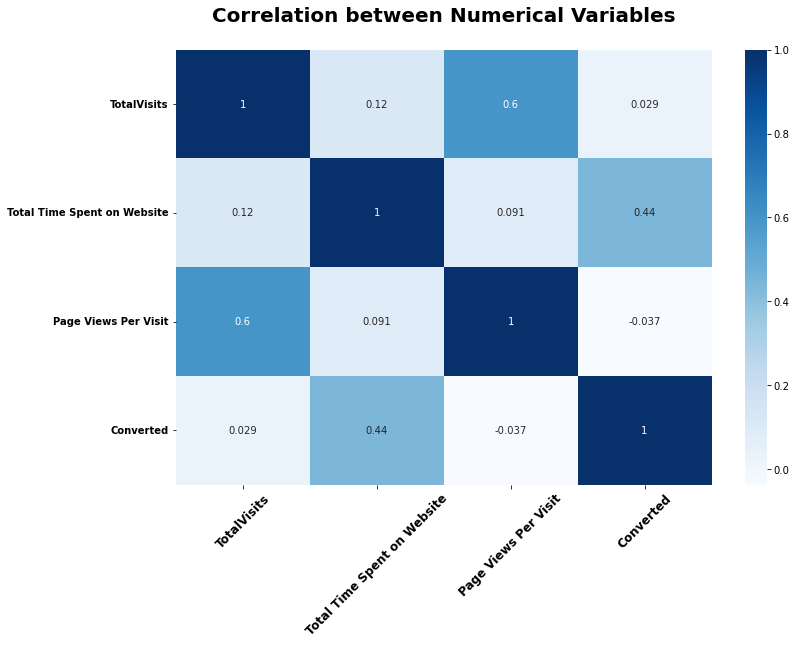 Correlation between Numerical Variables
TotalVisits 1 0.12 0.6 0.029
Total Time Spent on Website 0.12 1 0.091 0.44
Page Views Per Visit 0.6 0.091 1 -0.037
Converted 0.029 0.44 -0.037 1
TotalVisits
Total Time Spent on Website
Page Views Per Visit
Converted
1.0
0.8
0.6
0.4
0.2
0.0